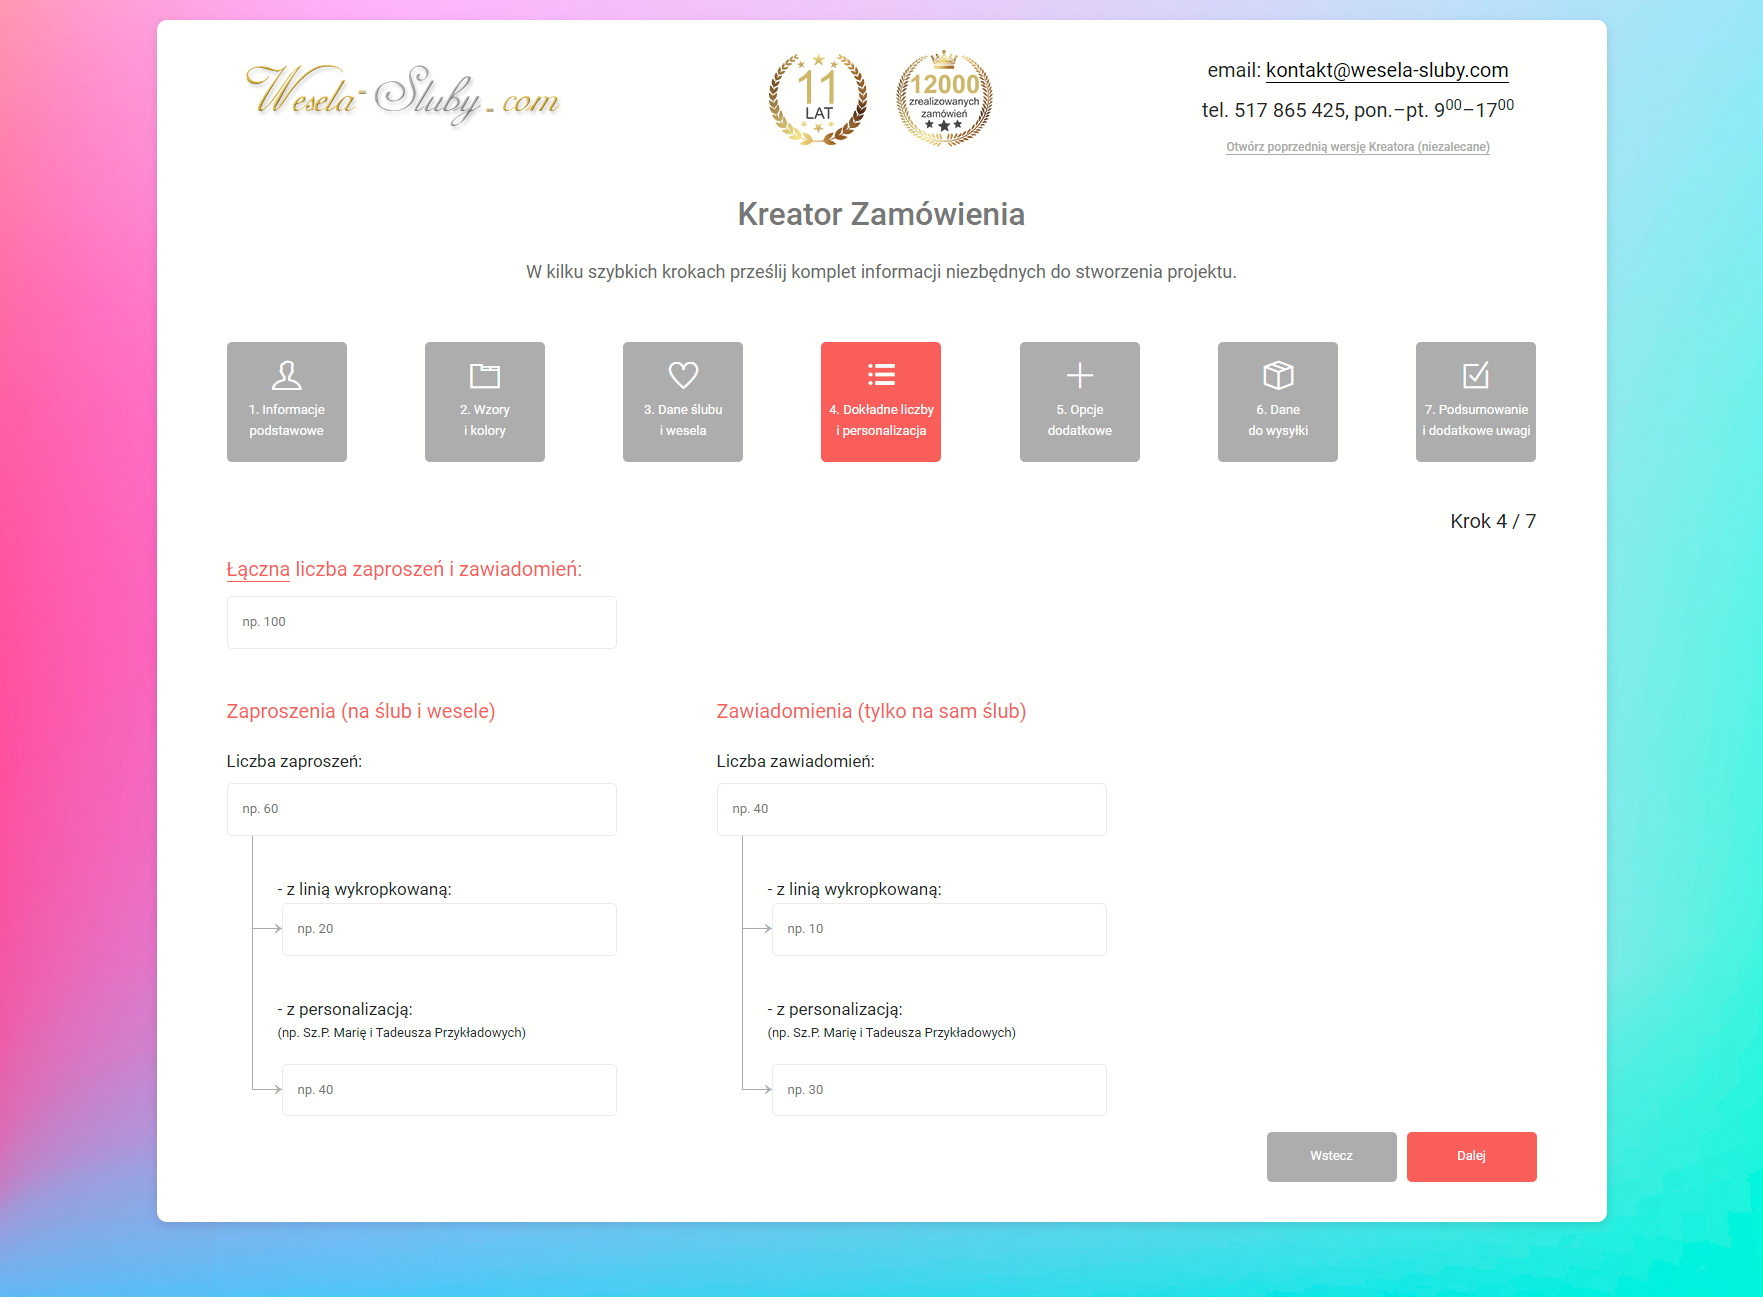 Wesela-Sluby.com
11
LAT
12000
zrealizowanych
zamówień
email: kontakt@wesela-sluby.com
tel. 517 865 425, pon.–pt. 9⁰⁰–17⁰⁰
Otwórz poprzednią wersję Kreatora (niezalecane)
Kreator Zamówienia
W kilku szybkich krokach prześlij komplet informacji niezbędnych do stworzenia projektu.
1. Informacje
podstawowe
2. Wzory
i kolory
3. Dane ślubu
i wesela
4. Dokładne liczby
i personalizacja
5. Opcje
dodatkowe
6. Dane
do wysyłki
7. Podsumowanie
i dodatkowe uwagi
Krok 4 / 7
Łączna liczba zaproszeń i zawiadomień:
np. 100
Zaproszenia (na ślub i wesele)
Liczba zaproszeń:
np. 60
- z linią wykropkowaną:
np. 20
- z personalizacją:
(np. Sz.P. Marię i Tadeusza Przykładowych)
np. 40
Zawiadomienia (tylko na sam ślub)
Liczba zawiadomień:
np. 40
- z linią wykropkowaną:
np. 10
- z personalizacją:
(np. Sz.P. Marię i Tadeusza Przykładowych)
np. 30
Wstecz
Dalej